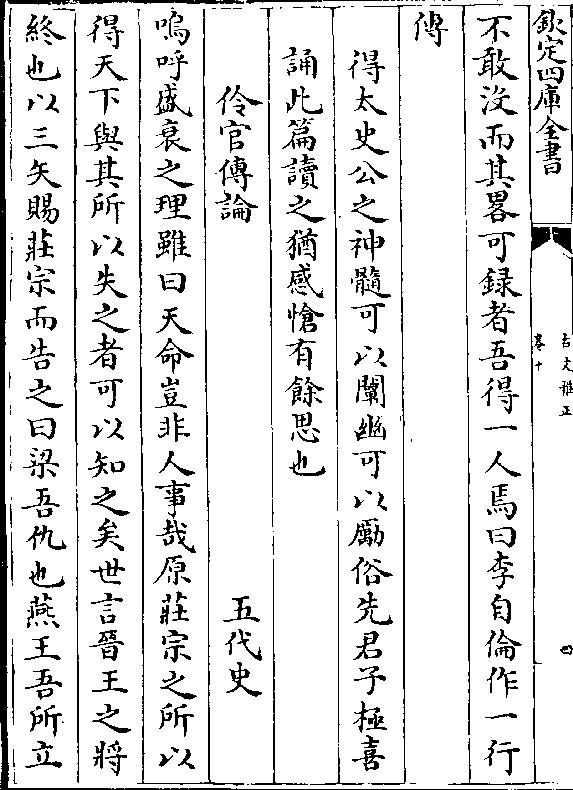 欽定四庫全書
古文雅正
卷十
不敢没而其畧可録者吾得一人焉曰李自倫作一行
傳
得太史公之神髓可以闡幽可以勵俗先君子極喜
誦此篇讀之猶感愴有餘思也
伶官傳論 五代史
嗚呼盛衰之理雖曰天命豈非人事哉原莊宗之所以
得天下與其所以失之者可以知之矣世言晉王之將
終也以三矢賜莊宗而告之曰梁吾仇也燕王吾所立